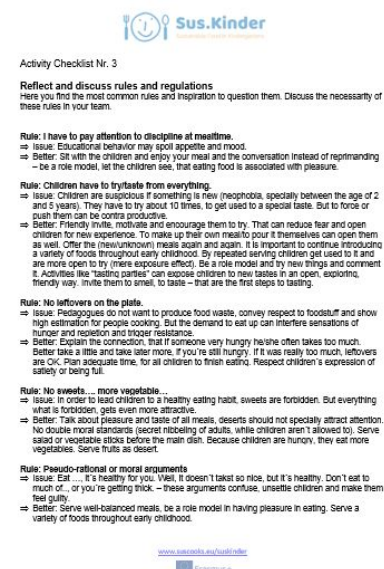 Sus.Kinder
Activity Checklist Nr. 3
Reflect and discuss rules and regulations
Here you find the most common rules and inspiration to question them. Discuss the necessarity of
these rules in your team.
Rule: I have to pay attention to discipline at mealtime.
⇒ Issue: Educational behavior may spoil appetite and mood.
⇒ Better: Sit with the children and enjoy your meal and the conversation instead of reprimanding
– be a role model, let the children see, that eating food is associated with pleasure.
Rule: Children have to try/taste from everything.
⇒ Issue: Children are suspicious if something is new (neophobia, specially between the age of 2
and 5 years). They have to try about 10 times, to get used to a special taste. But to force or
push them can be contra productive.
⇒ Better: Friendly invite, motivate and encourage them to try. That can reduce fear and open
children for new experience. To make up their own meal/to pour it themselves can open them
as well. Offer the (new/unknown) meals again and again. It is important to continue introducing
a variety of foods throughout early childhood. By repeated serving children get used to it and
are more open to try (mere exposure effect). Be a role model and try new things and comment
it. Activities like "tasting parties" can expose children to new tastes in an open, exploring,
friendly way. Invite them to smell, to taste – that are the first steps to tasting.
Rule: No leftovers on the plate.
⇒ Issue: Pedagogues do not want to produce food waste, convey respect to foodstuff and show
high estimation for people cooking. But the demand to eat up can interfere sensations of
hunger and repletion and trigger resistance.
⇒ Better: Explain the connection, that if someone very hungry he/she often takes too much.
Better take a little and take later more, if you're still hungry. If it was really too much, leftovers
are OK. Plan adequate time, for all children to finish eating. Respect children´s expression of
satiety or being full.
Rule: No sweets…. more vegetable…
⇒ Issue: In order to lead children to a healthy eating habit, sweets are forbidden. But everything
what is forbidden, gets even more attractive.
⇒ Better: Talk about pleasure and taste of all meals, deserts should not specially attract attention.
No double moral standards (secret nibbeling of adults, while children aren't allowed to). Serve
salad or vegetable sticks before the main dish. Because children are hungry, they eat more
vegetables. Serve fruits as desert.
Rule: Pseudo-rational or moral arguments
⇒ Issue: Eat …, it´s healthy for you. Well, it doesn't takst so nice, but it's healthy. Don't eat to
much of.., or you´re getting thick. – these arguments confuse, unsettle children and make them
feel guilty.
⇒ Better: Serve well-balanced meals, be a role model in having pleasure in eating. Serve a
variety of foods throughout early childhood.
www.suscooks.eu/suskinder